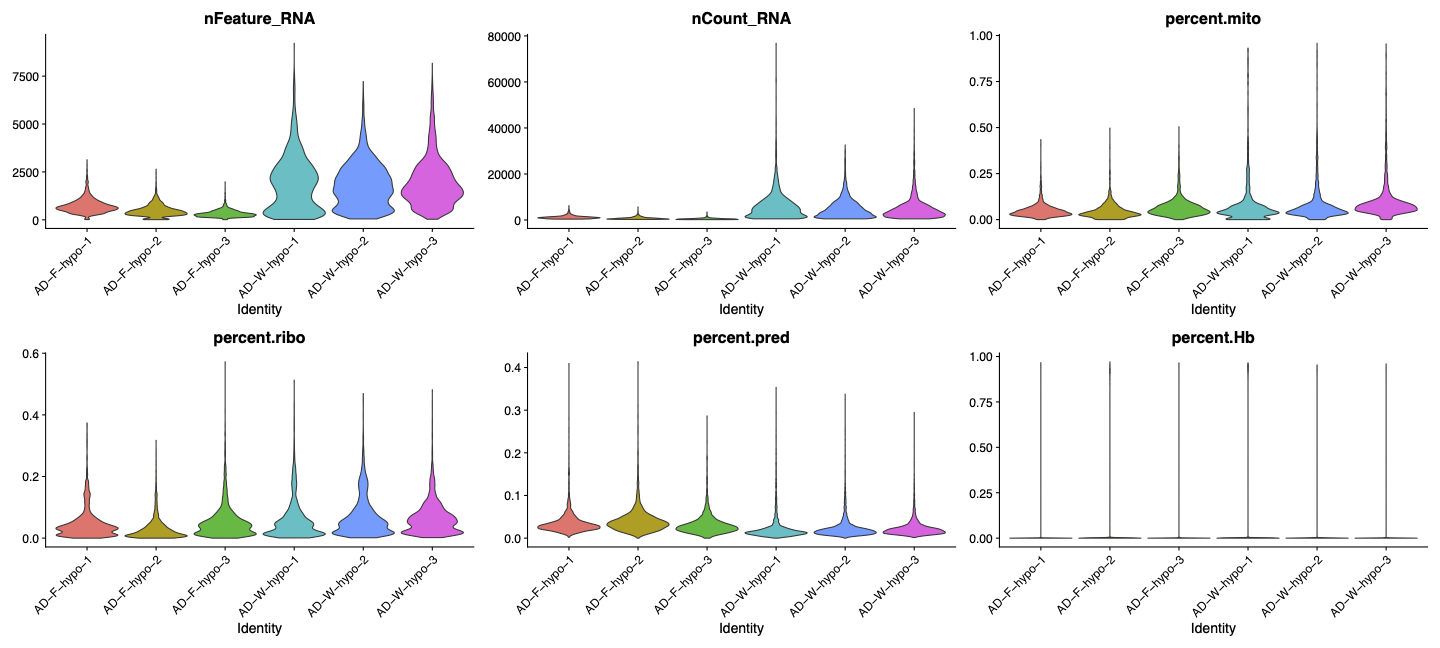 nFeature_RNA
7500
5000
2500
0
AD-F-hypo-1
AD-F-hypo-2
AD-F-hypo-3
AD-W-hypo-1
AD-W-hypo-2
AD-W-hypo-3
Identity
nCount_RNA
80000
60000
40000
20000
0
AD-F-hypo-1
AD-F-hypo-2
AD-F-hypo-3
AD-W-hypo-1
AD-W-hypo-2
AD-W-hypo-3
Identity
percent.mito
1.00
0.75
0.50
0.25
0.00
AD-F-hypo-1
AD-F-hypo-2
AD-F-hypo-3
AD-W-hypo-1
AD-W-hypo-2
AD-W-hypo-3
Identity
percent.ribo
0.6
0.4
0.2
0.0
AD-F-hypo-1
AD-F-hypo-2
AD-F-hypo-3
AD-W-hypo-1
AD-W-hypo-2
AD-W-hypo-3
Identity
percent.pred
0.4
0.3
0.2
0.1
0.0
AD-F-hypo-1
AD-F-hypo-2
AD-F-hypo-3
AD-W-hypo-1
AD-W-hypo-2
AD-W-hypo-3
Identity
percent.Hb
1.00
0.75
0.50
0.25
0.00
AD-F-hypo-1
AD-F-hypo-2
AD-F-hypo-3
AD-W-hypo-1
AD-W-hypo-2
AD-W-hypo-3
Identity